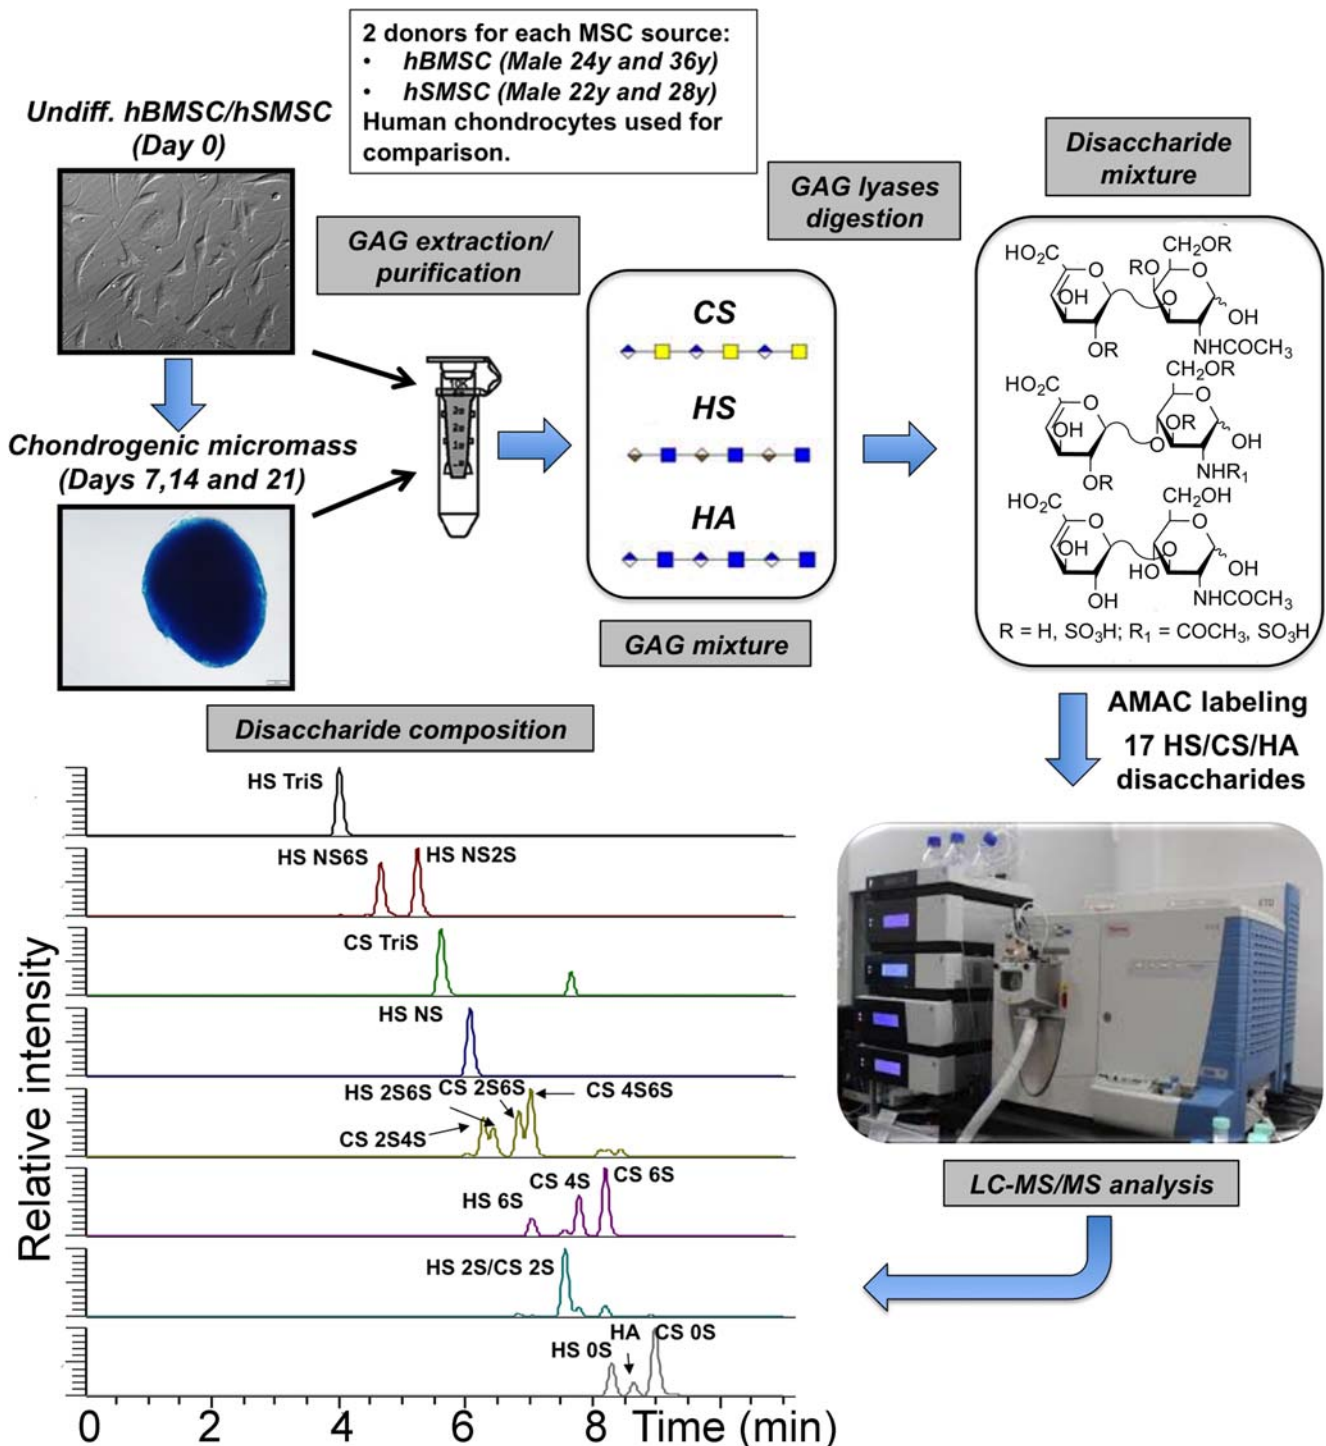 2 donors for each MSC source:
• hBMSC (Male 24y and 36y)
• hSMSC (Male 22y and 28y)
Human chondrocytes used for
comparison.
Undiff. hBMSC/hSMSC
(Day 0)
GAG extraction/
purification
GAG lyases
digestion
Disaccharide
mixture
Chondrogenic micromass
(Days 7,14 and 21)
CS
HS
HA
GAG mixture
HO₂C
O
OH
OR
CH₂OR
RO
O
O
OH
NHCOCH₃
HO₂C
O
OH
OR
CH₂OR
O
OR
O
OH
NHR₁
HO₂C
O
OH
OH
CH₂OH
O
O
HO
OH
NHCOCH₃
R = H, SO₃H; R₁ = COCH₃, SO₃H
AMAC labeling
17 HS/CS/HA
disaccharides
LC-MS/MS analysis
Disaccharide composition
HS TriS
HS NS6S
HS NS2S
CS TriS
HS NS
HS 2S6S
CS 2S6S
CS 4S6S
CS 2S4S
HS 6S
CS 4S
CS 6S
HS 2S/CS 2S
HS 0S
HA
CS 0S
Relative intensity
0 2 4 6 8 Time (min)